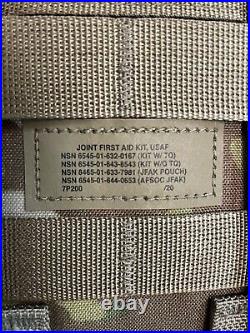 JOINT FIRST AID KIT, USAF
NSN 6545-01-632-0167 (KIT W/ TQ)
NSN 6545-01-643-8543 (KIT W/O TQ)
NSN 8465-01-633-7981 (JFAK POUCH)
NSN 6545-01-644-0653 (AFSOC JFAK)
7P200 /20